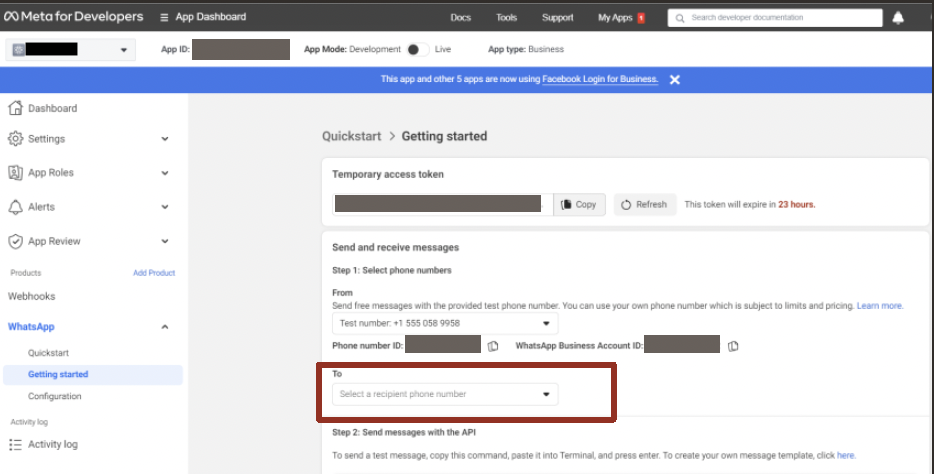 Meta for Developers App Dashboard Docs Tools Support My Apps 1 Search developer documentation
App ID: App Mode: Development Live App type: Business
This app and other 5 apps are now using Facebook Login for Business.
Dashboard
Settings
App Roles
Alerts
App Review
Products Add Product
Webhooks
WhatsApp
Quickstart
Getting started
Configuration
Activity log
Activity log
Quickstart > Getting started
Temporary access token
Copy Refresh This token will expire in 23 hours.
Send and receive messages
Step 1: Select phone numbers
From
Send free messages with the provided test phone number. You can use your own phone number which is subject to limits and pricing. Learn more.
Test number: +1 555 058 9958
Phone number ID: WhatsApp Business Account ID:
To
Select a recipient phone number
Step 2: Send messages with the API
To send a test message, copy this command, paste it into Terminal, and press enter. To create your own message template, click here.